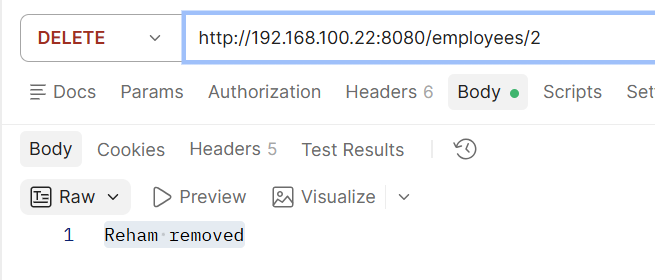 DELETE http://192.168.100.22:8080/employees/2
Docs Params Authorization Headers 6 Body Scripts Set
Body Cookies Headers 5 Test Results
Raw Preview Visualize
1 Reham removed